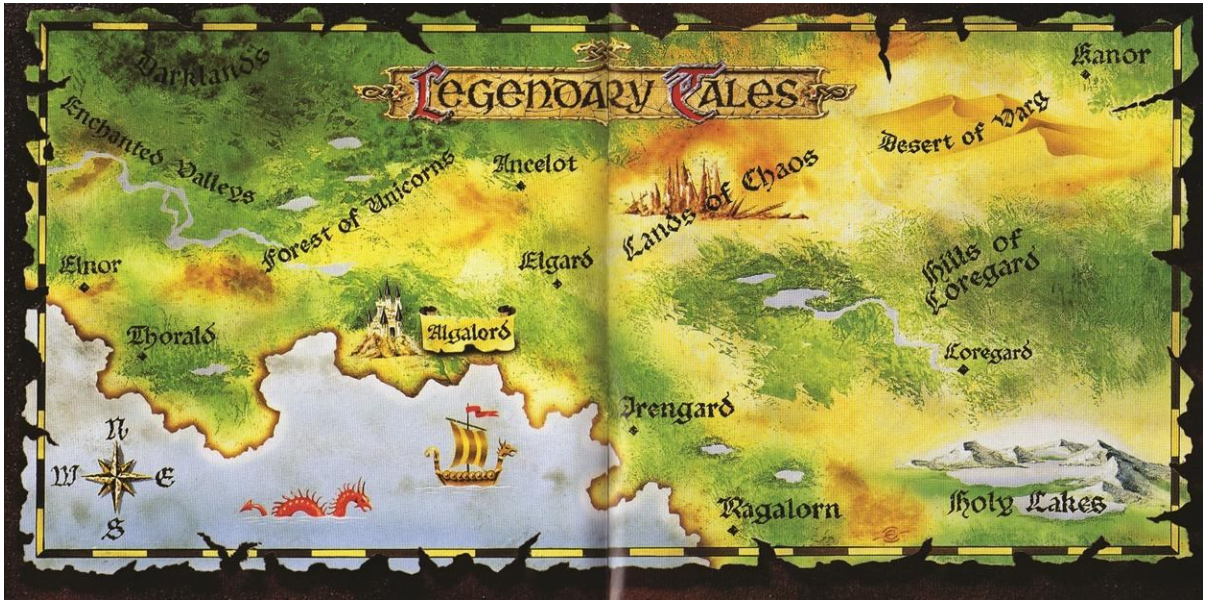 Darklands
LEGENDARY TALES
Kanor
Enchanted Valleys
Forest of Unicorns
Ancelot
Lands of Chaos
Desert of Varg
Elnor
Elgard
Hills of
Loregard
Thorald
Algalord
Loregard
Irengard
N
W
E
S
Ragalorn
Holy Lakes